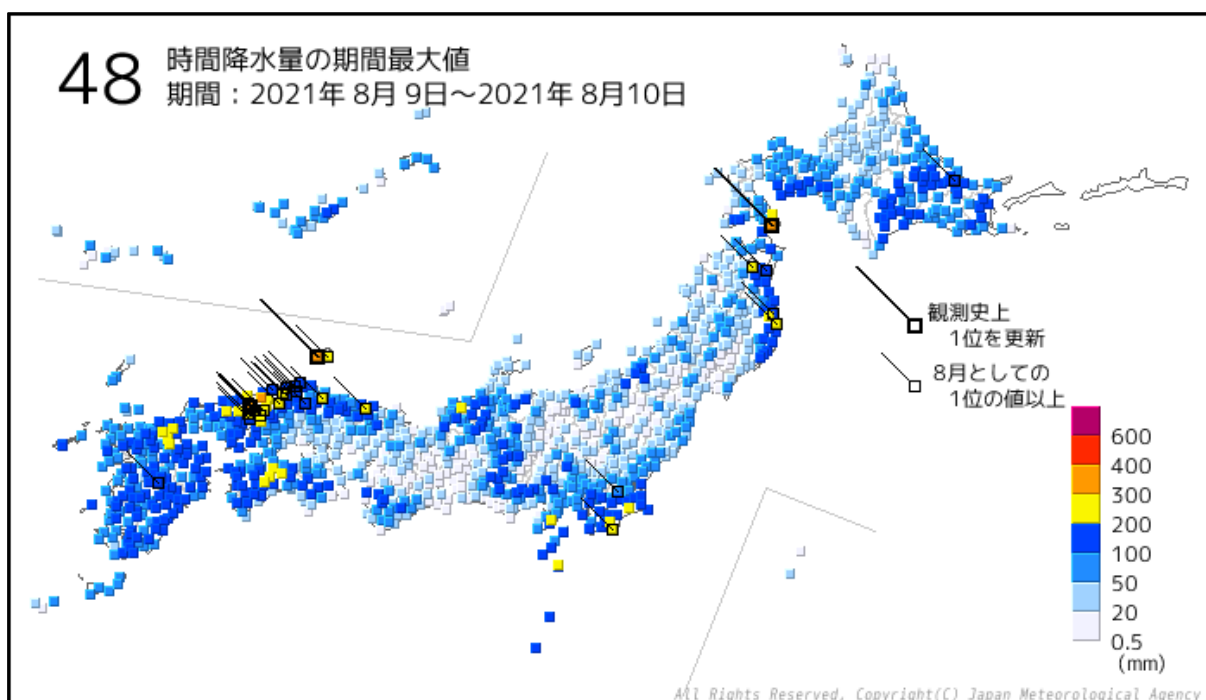 48 時間降水量の期間最大値
期間：2021年 8月 9日～2021年 8月10日
観測史上
1位を更新
8月としての
1位の値以上
600
400
300
200
100
50
20
0.5
(mm)
All Rights Reserved, Copyright(C) Japan Meteorological Agency